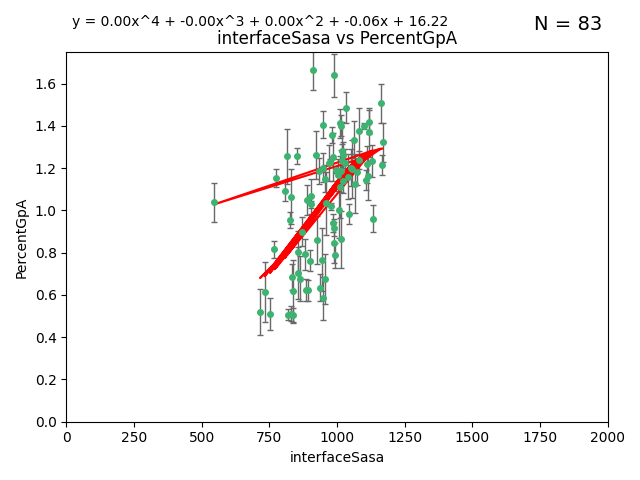 y = 0.00x^4 + -0.00x^3 + 0.00x^2 + -0.06x + 16.22
N = 83
interfaceSasa vs PercentGpA
PercentGpA
1.6
1.4
1.2
1.0
0.8
0.6
0.4
0.2
0.0
0 250 500 750 1000 1250 1500 1750 2000
interfaceSasa